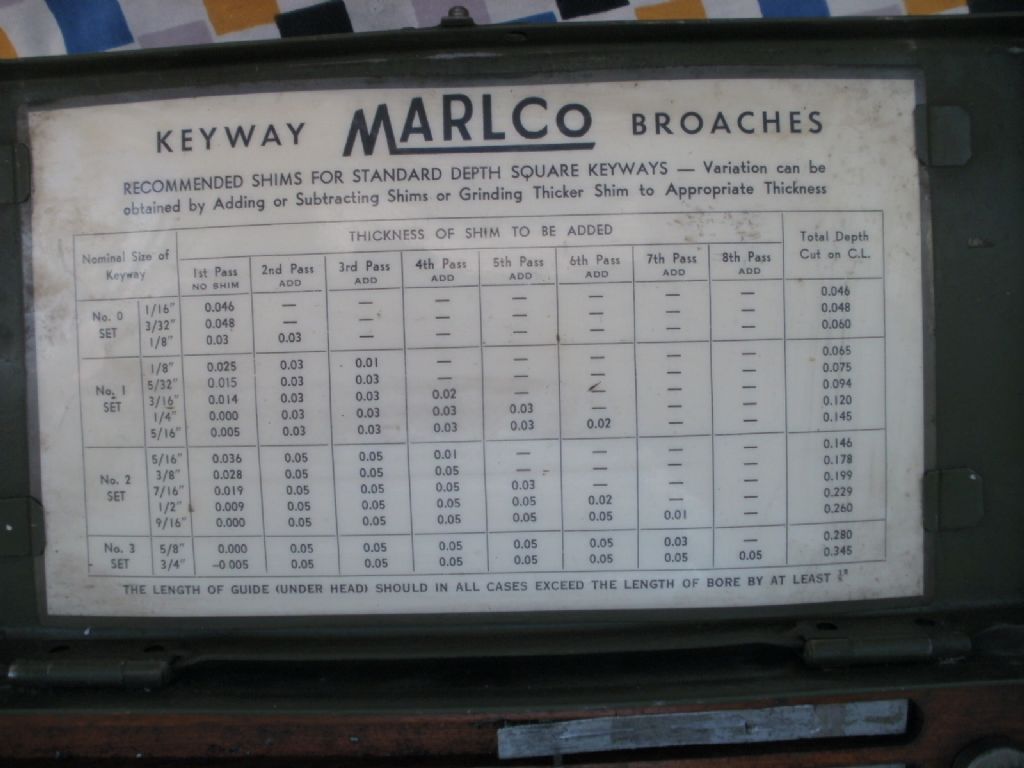 KEYWAY MARLCO BROACHES
RECOMMENDED SHIMS FOR STANDARD DEPTH SQUARE KEYWAYS — Variation can be
obtained by Adding or Subtracting Shims or Grinding Thicker Shim to Appropriate Thickness
THICKNESS OF SHIM TO BE ADDED
Nominal Size of Keyway 1st Pass 2nd Pass 3rd Pass 4th Pass 5th Pass 6th Pass 7th Pass 8th Pass Total Depth Cut on C.L.
NO SHIM ADD ADD ADD ADD ADD ADD ADD
No. 0 SET 1/16" 0.046 — — — — — — — 0.046
3/32" 0.048 — — — — — — — 0.048
1/8" 0.03 0.03 — — — — — — 0.060
No. 1 SET 1/8" 0.025 0.03 0.01 — — — — — 0.065
5/32" 0.015 0.03 0.03 — — — — — 0.075
3/16" 0.014 0.03 0.03 0.02 — — — — 0.094
1/4" 0.000 0.03 0.03 0.03 0.03 — — — 0.120
5/16" 0.005 0.03 0.03 0.03 0.03 0.02 — — 0.145
No. 2 SET 5/16" 0.036 0.05 0.05 0.01 — — — — 0.146
3/8" 0.028 0.05 0.05 0.05 — — — — 0.178
7/16" 0.019 0.05 0.05 0.05 0.03 — — — 0.199
1/2" 0.009 0.05 0.05 0.05 0.05 0.02 — — 0.229
9/16" 0.000 0.05 0.05 0.05 0.05 0.05 0.01 — 0.260
No. 3 SET 5/8" 0.000 0.05 0.05 0.05 0.05 0.05 0.03 — 0.280
3/4" —0 005 0.05 0.05 0.05 0.05 0.05 0.05 0.05 0.345
THE LENGTH OF GUIDE (UNDER HEAD) SHOULD IN ALL CASES EXCEED THE LENGTH OF BORE BY AT LEAST